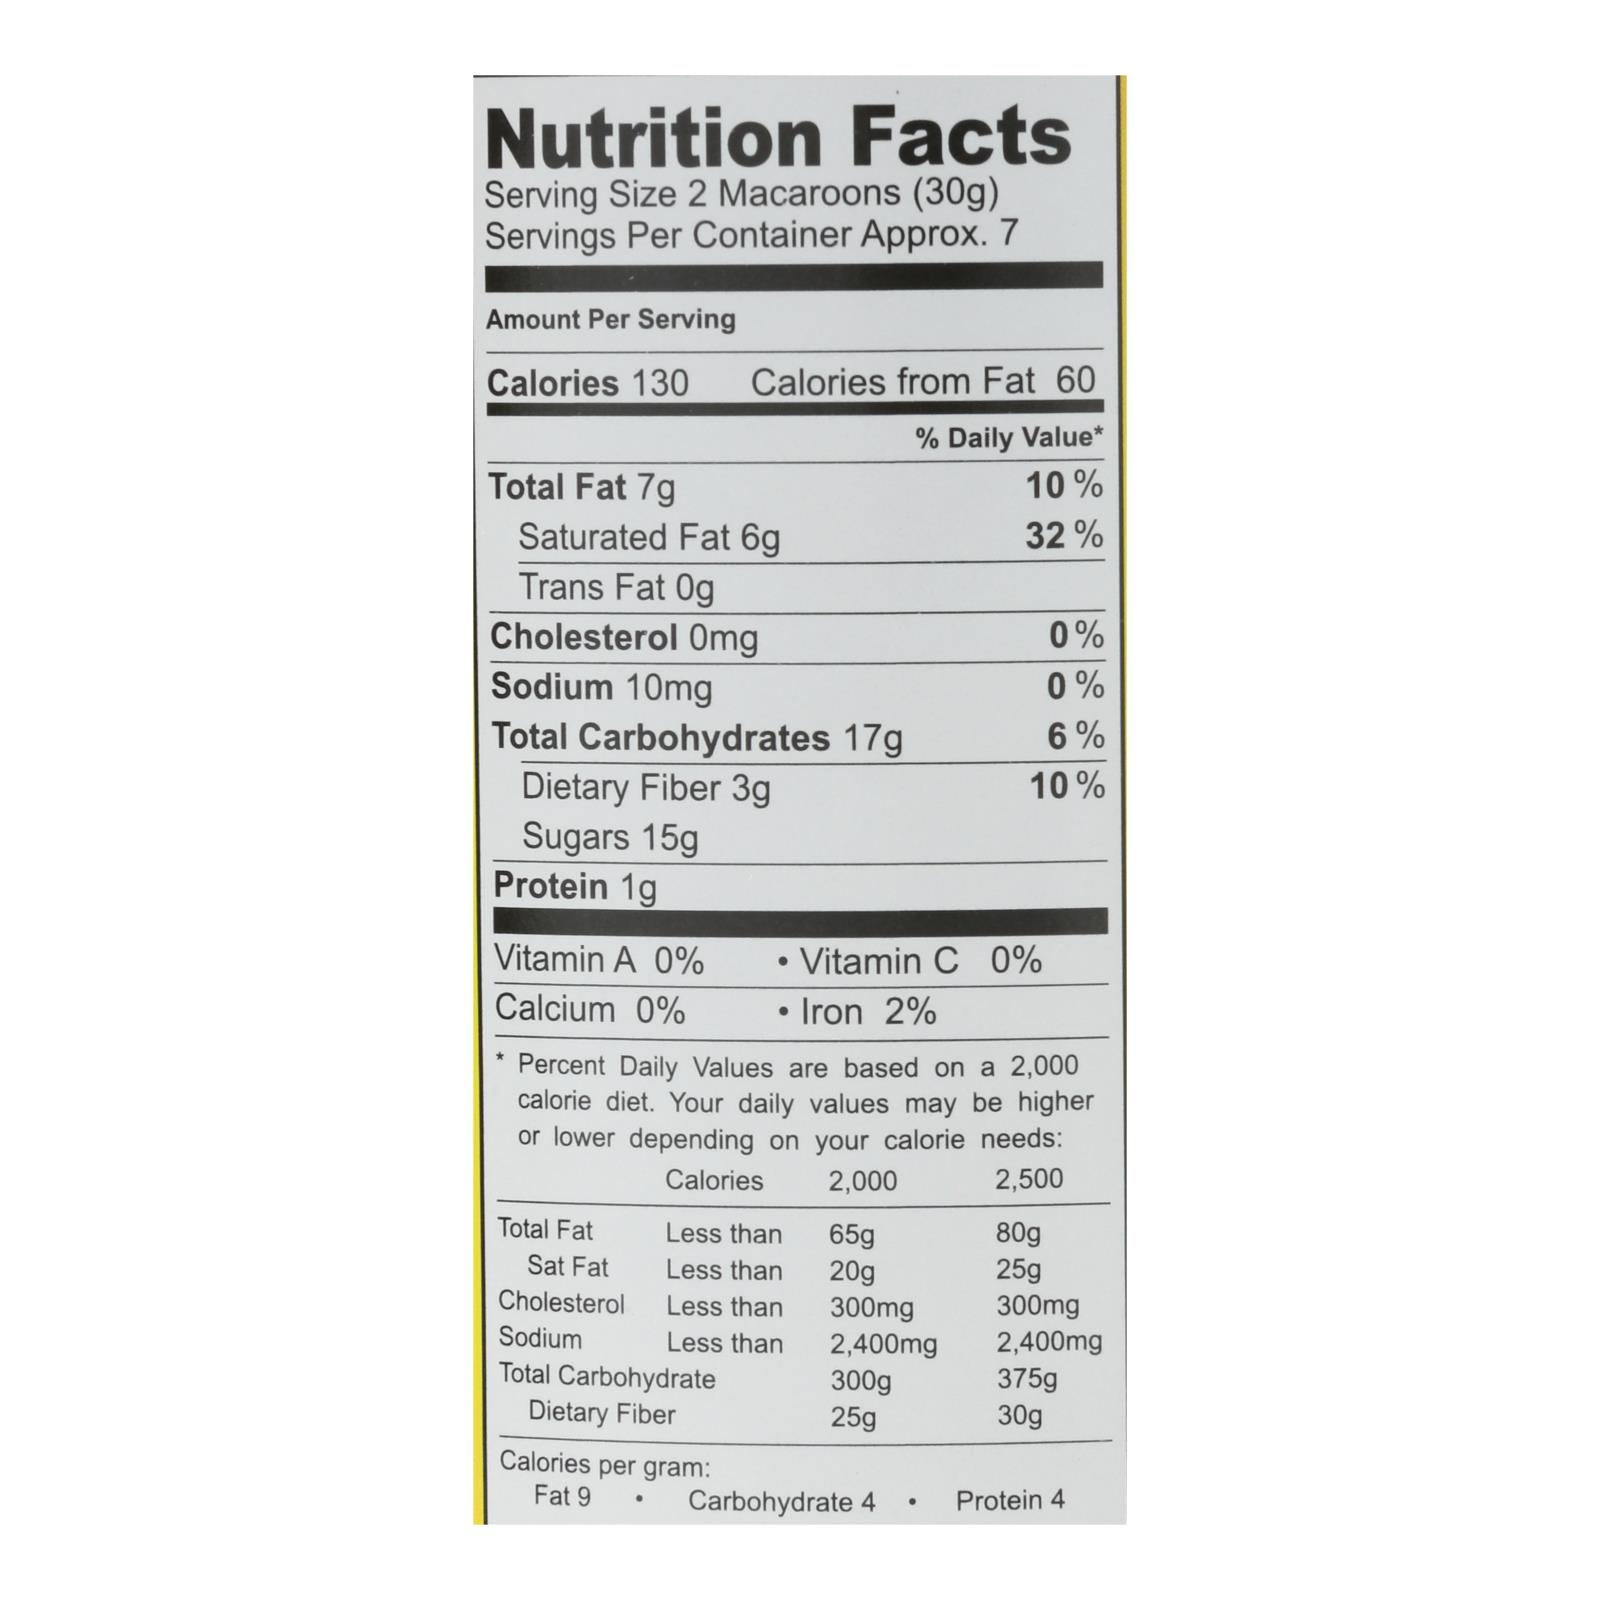 Nutrition Facts
Serving Size 2 Macaroons (30g)
Servings Per Container Approx. 7
Amount Per Serving
Calories 130 Calories from Fat 60
% Daily Value*
Total Fat 7g 10 %
Saturated Fat 6g 32 %
Trans Fat 0g
Cholesterol 0mg 0 %
Sodium 10mg 0 %
Total Carbohydrates 17g 6 %
Dietary Fiber 3g 10 %
Sugars 15g
Protein 1g
Vitamin A 0% • Vitamin C 0%
Calcium 0% • Iron 2%
* Percent Daily Values are based on a 2,000
calorie diet. Your daily values may be higher
or lower depending on your calorie needs:
Calories 2,000 2,500
Total Fat Less than 65g 80g
Sat Fat Less than 20g 25g
Cholesterol Less than 300mg 300mg
Sodium Less than 2,400mg 2,400mg
Total Carbohydrate 300g 375g
Dietary Fiber 25g 30g
Calories per gram:
Fat 9 • Carbohydrate 4 • Protein 4